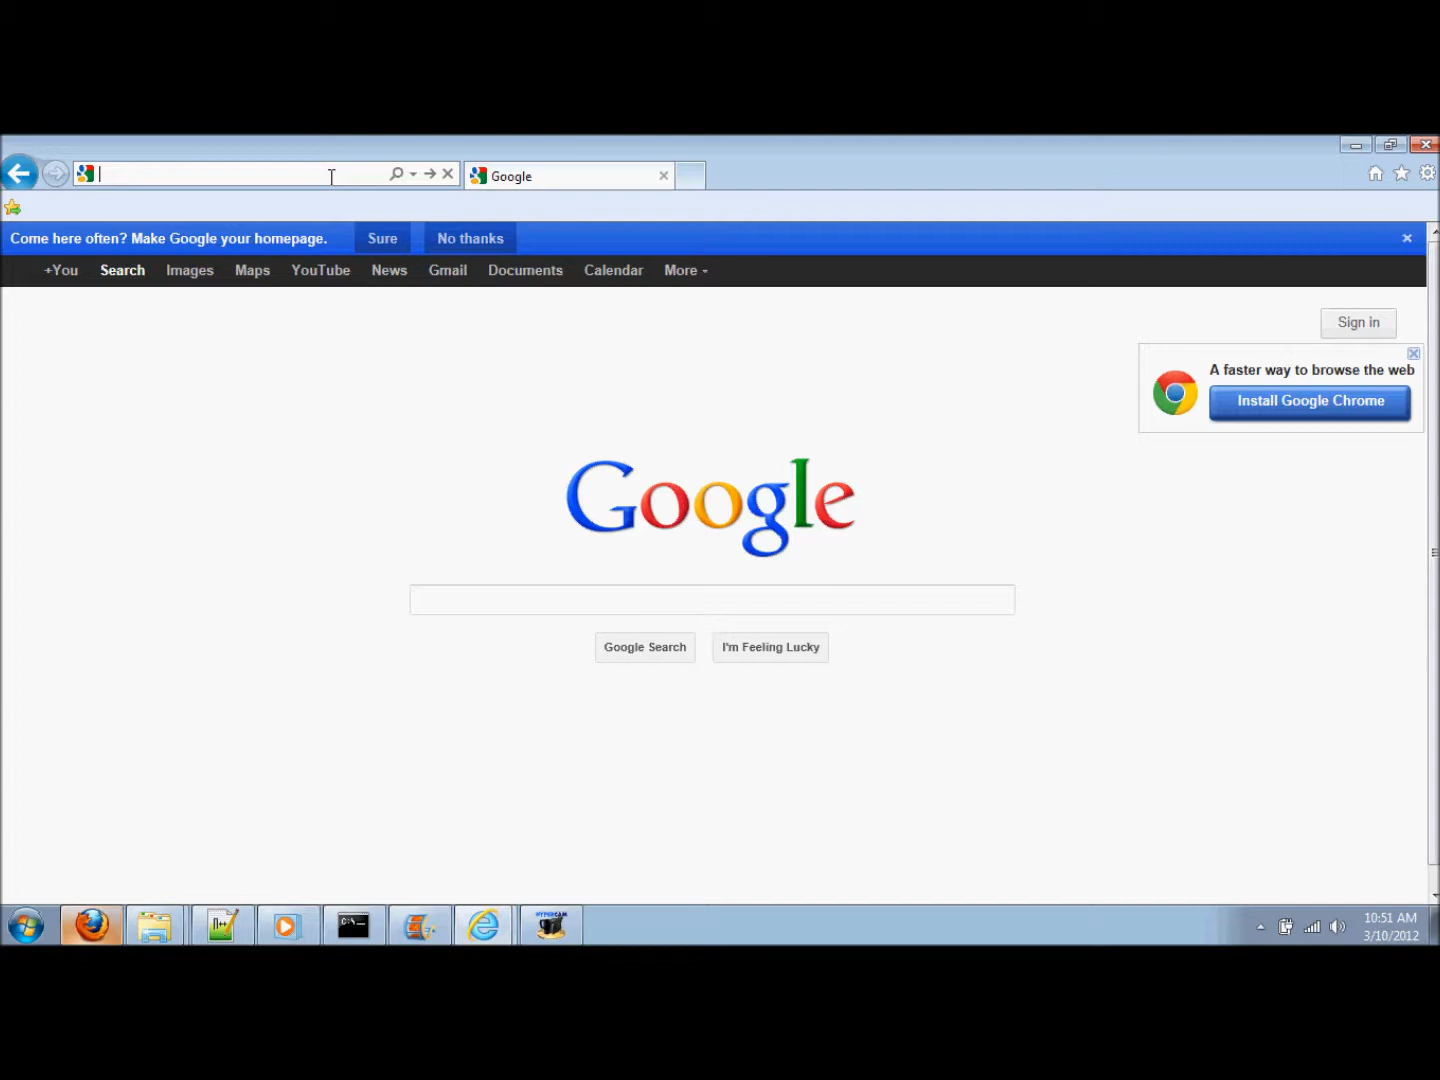 Google
Come here often? Make Google your homepage. Sure No thanks
+You Search Images Maps YouTube News Gmail Documents Calendar More
Sign in
A faster way to browse the web
Install Google Chrome
Google
Google Search I'm Feeling Lucky
C:\_
HYPERCAM
10:51 AM
3/10/2012